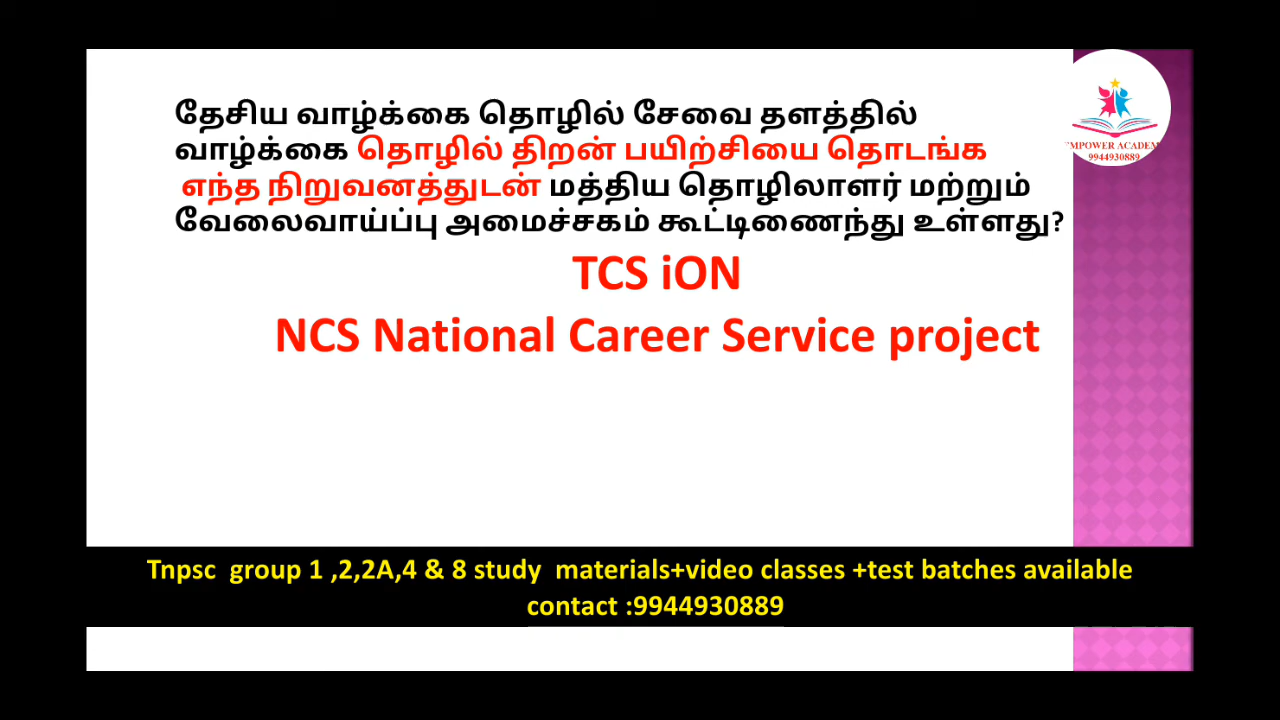 தேசிய வாழ்க்கை தொழில் சேவை தளத்தில்
வாழ்க்கை தொழில் திறன் பயிற்சியை தொடங்க
எந்த நிறுவனத்துடன் மத்திய தொழிலாளர் மற்றும்
வேலைவாய்ப்பு அமைச்சகம் கூட்டிணைந்து உள்ளது?
TCS iON
NCS National Career Service project
EMPOWER ACADEM
9944930889
Tnpsc group 1 ,2,2A,4 & 8 study materials+video classes +test batches available
contact :9944930889